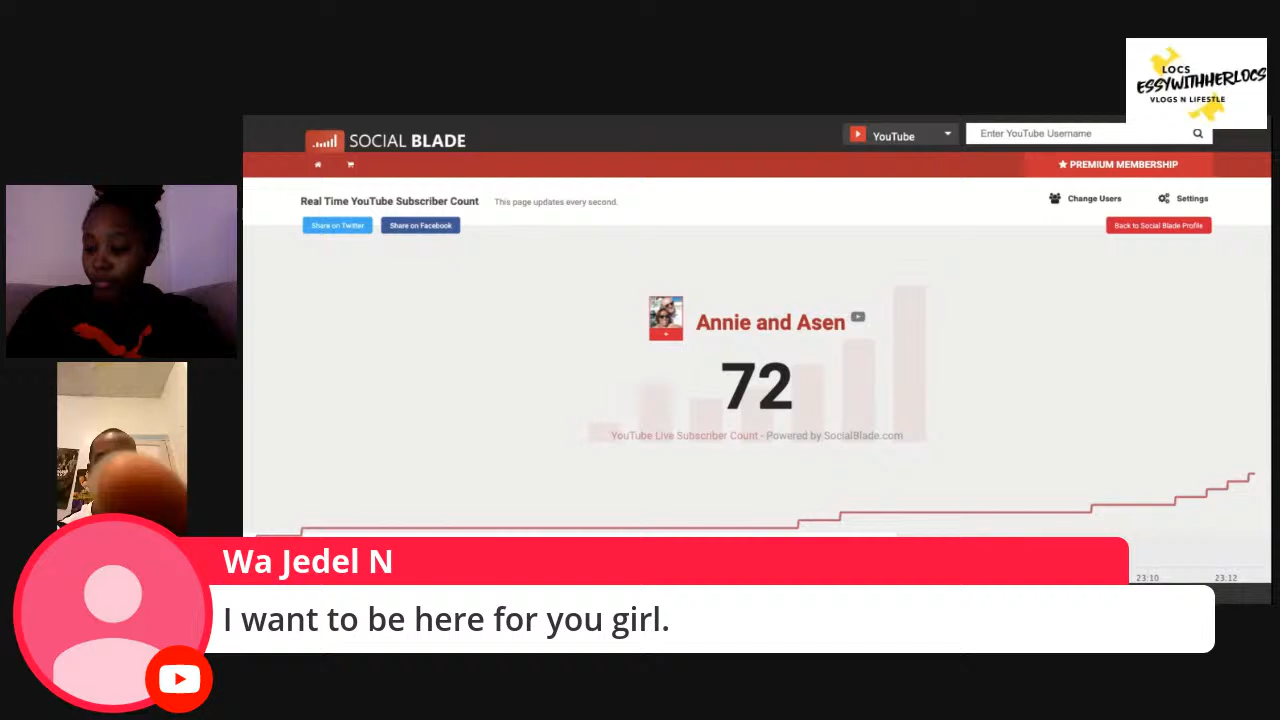 LOCS
ESSYWITHHERLOCS
VLOGS N LIFESTLE
SOCIAL BLADE
YouTube
Enter YouTube Username
PREMIUM MEMBERSHIP
Real Time YouTube Subscriber Count
This page updates every second.
Change Users
Settings
Share on Twitter
Share on Facebook
Back to Social Blade Profile
Annie and Asen
72
YouTube Live Subscriber Count - Powered by SocialBlade.com
23:10
23:12
Wa Jedel N
I want to be here for you girl.